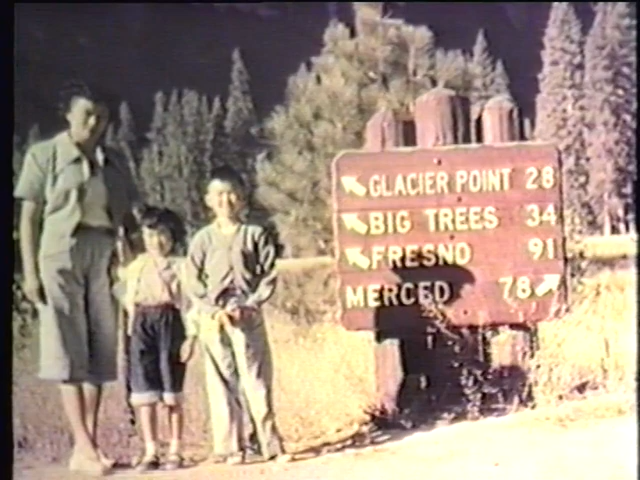 GLACIER POINT 28
BIG TREES 34
FRESNO 91
MERCED 78